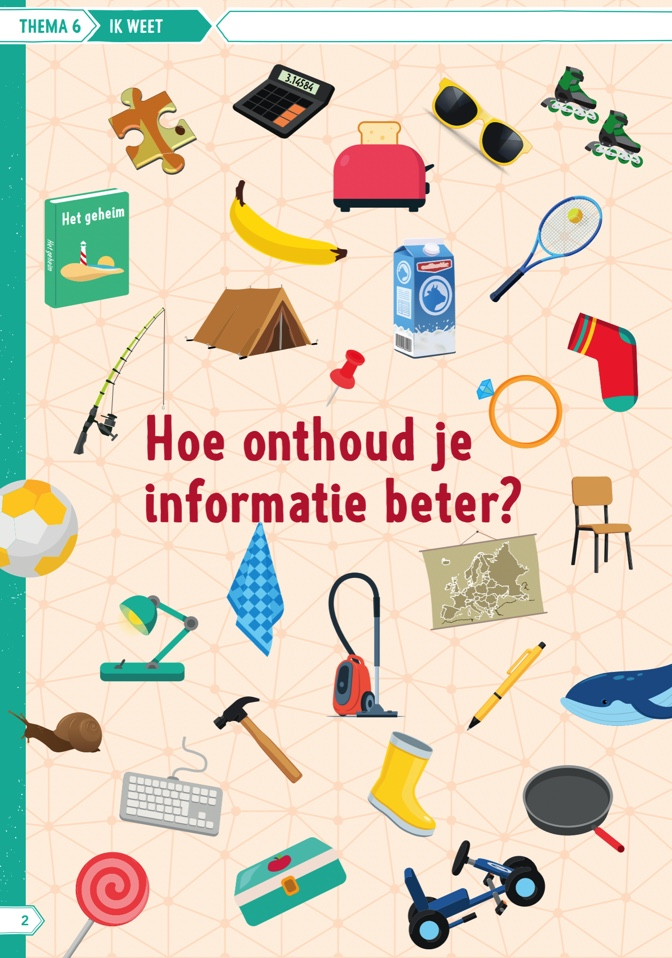 THEMA 6
IK WEET
3.14584
Het geheim
Het geheim
Hoe onthoud je
informatie beter?
2